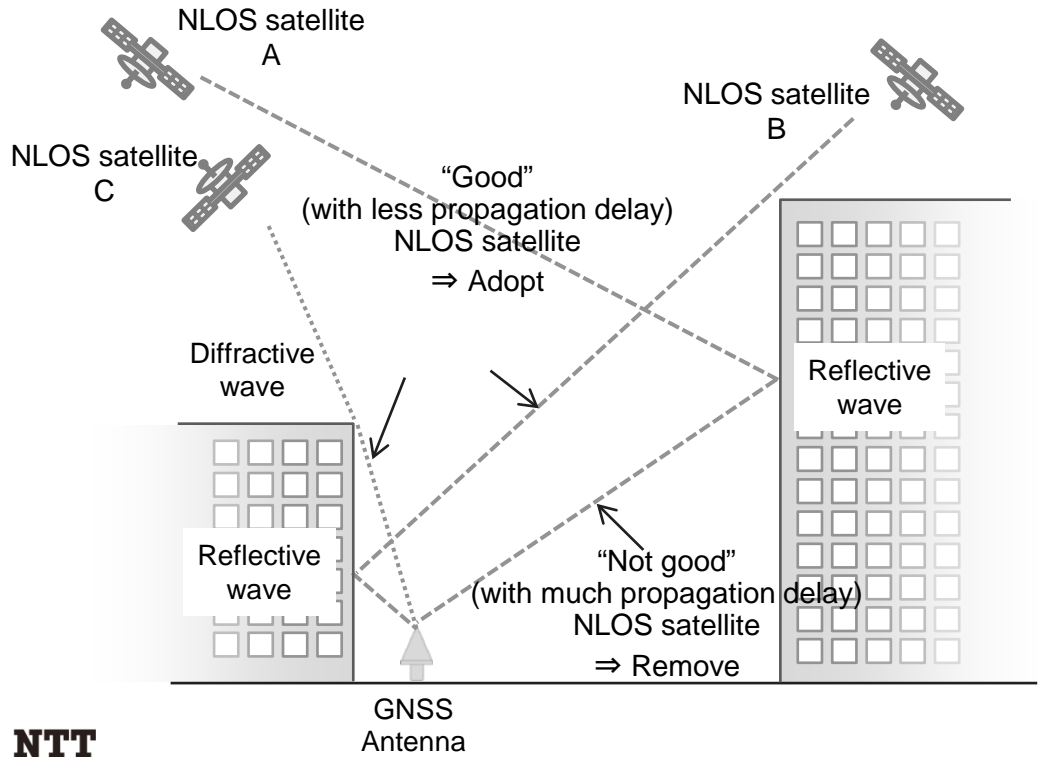 NLOS satellite
A
NLOS satellite
B
NLOS satellite
C
“Good”
(with less propagation delay)
NLOS satellite
⇒ Adopt
Diffractive
wave
Reflective
wave
Reflective
wave
“Not good”
(with much propagation delay)
NLOS satellite
⇒ Remove
GNSS
Antenna
NTT